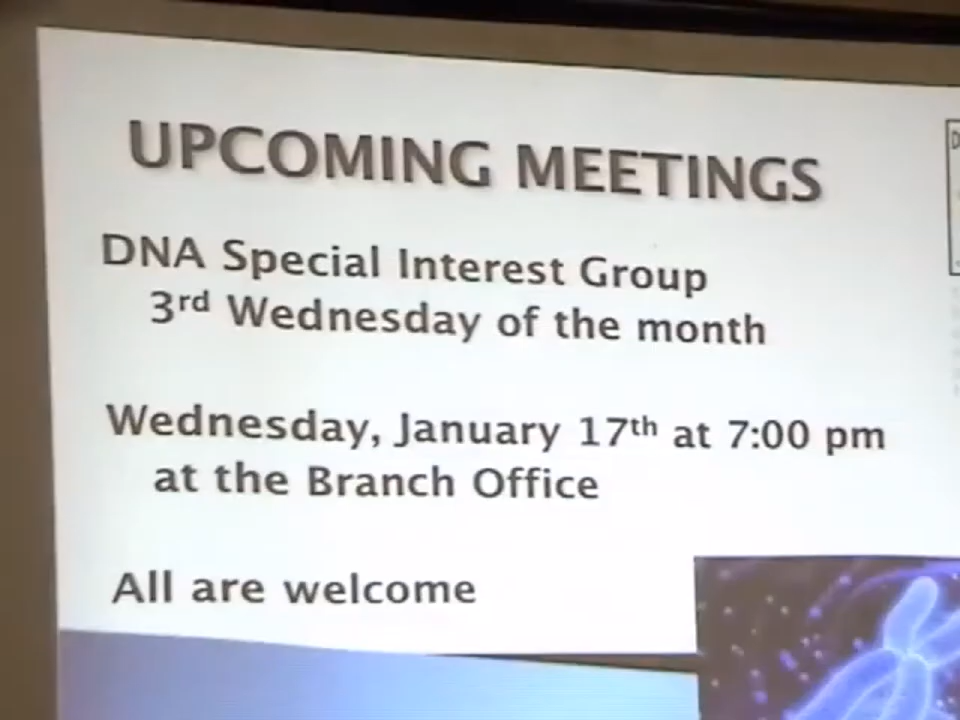 UPCOMING MEETINGS
DNA Special Interest Group
3rd Wednesday of the month
Wednesday, January 17th at 7:00 pm
at the Branch Office
All are welcome